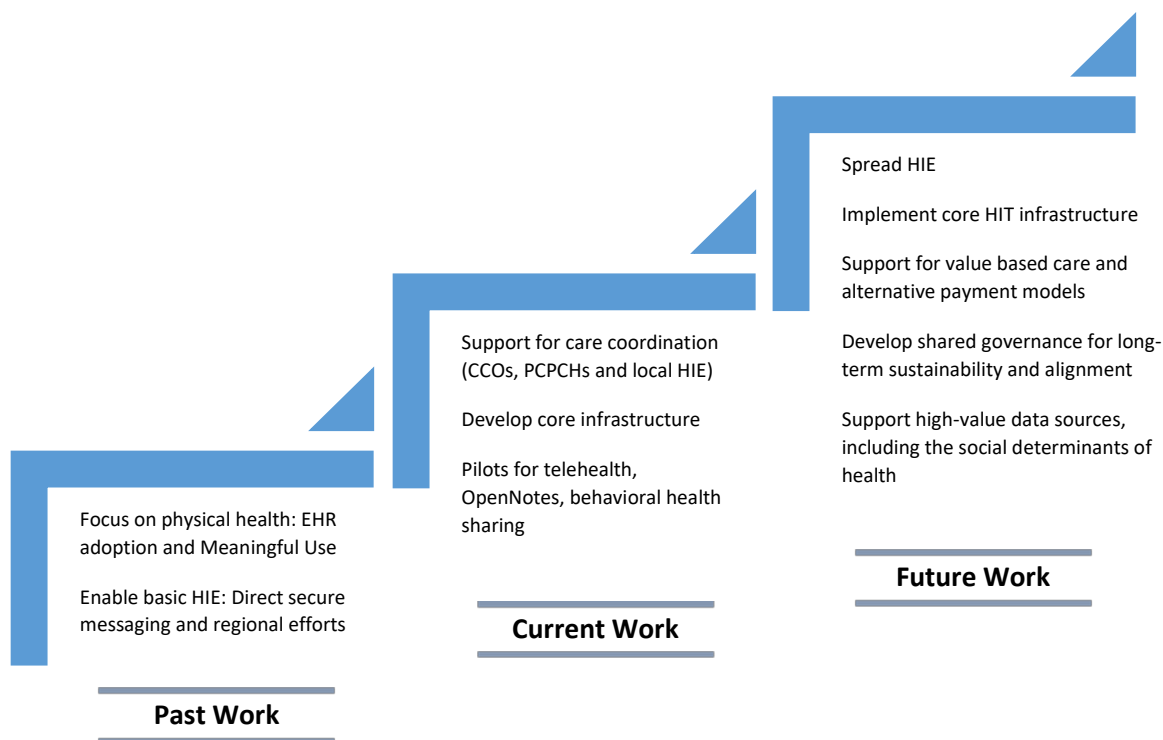 Focus on physical health: EHR
adoption and Meaningful Use
Enable basic HIE: Direct secure
messaging and regional efforts
Past Work
Support for care coordination
(CCOs, PCPCHs and local HIE)
Develop core infrastructure
Pilots for telehealth,
OpenNotes, behavioral health
sharing
Current Work
Spread HIE
Implement core HIT infrastructure
Support for value based care and
alternative payment models
Develop shared governance for long-
term sustainability and alignment
Support high-value data sources,
including the social determinants of
health
Future Work